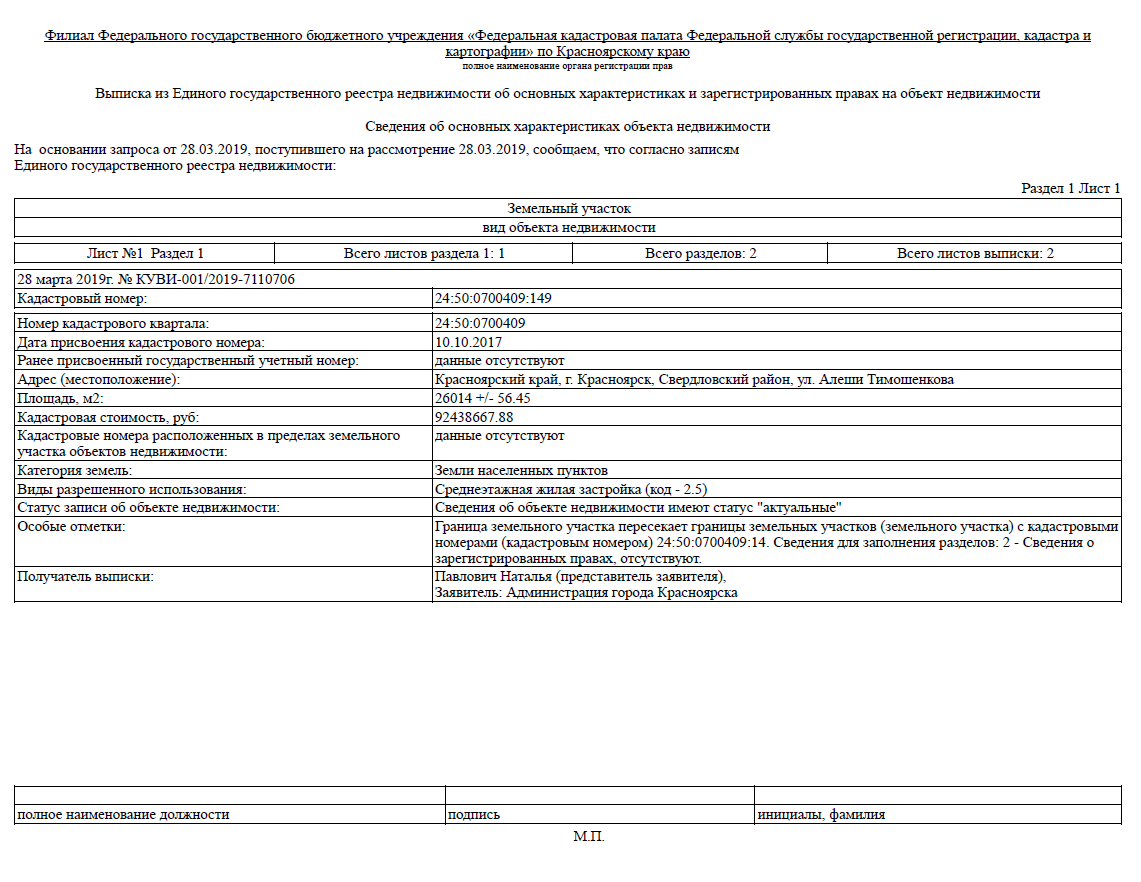 Филиал Федерального государственного бюджетного учреждения «Федеральная кадастровая палата Федеральной службы государственной регистрации, кадастра и
картографии» по Красноярскому краю
полное наименование органа регистрации прав
Выписка из Единого государственного реестра недвижимости об основных характеристиках и зарегистрированных правах на объект недвижимости
Сведения об основных характеристиках объекта недвижимости
На основании запроса от 28.03.2019, поступившего на рассмотрение 28.03.2019, сообщаем, что согласно записям
Единого государственного реестра недвижимости:
Раздел 1 Лист 1
Земельный участок
вид объекта недвижимости
Лист №1 Раздел 1 Всего листов раздела 1: 1 Всего разделов: 2 Всего листов выписки: 2
28 марта 2019г. № КУВИ-001/2019-7110706
Кадастровый номер: 24:50:0700409:149
Номер кадастрового квартала: 24:50:0700409
Дата присвоения кадастрового номера: 10.10.2017
Ранее присвоенный государственный учетный номер: данные отсутствуют
Адрес (местоположение): Красноярский край, г. Красноярск, Свердловский район, ул. Алеши Тимошенкова
Площадь, м2: 26014 +/- 56.45
Кадастровая стоимость, руб: 92438667.88
Кадастровые номера расположенных в пределах земельного данные отсутствуют
участка объектов недвижимости:
Категория земель: Земли населенных пунктов
Виды разрешенного использования: Среднеэтажная жилая застройка (код - 2.5)
Статус записи об объекте недвижимости: Сведения об объекте недвижимости имеют статус "актуальные"
Особые отметки: Граница земельного участка пересекает границы земельных участков (земельного участка) с кадастровыми
номерами (кадастровым номером) 24:50:0700409:14. Сведения для заполнения разделов: 2 - Сведения о
зарегистрированных правах, отсутствуют.
Получатель выписки: Павлович Наталья (представитель заявителя),
Заявитель: Администрация города Красноярска
полное наименование должности подпись инициалы, фамилия
М.П.